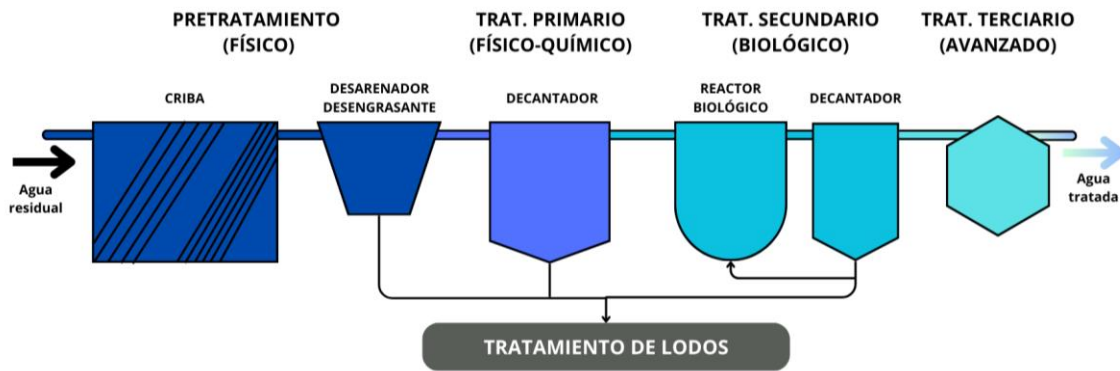 PRETRATAMIENTO
(FÍSICO)
TRAT. PRIMARIO
(FÍSICO-QUÍMICO)
TRAT. SECUNDARIO
(BIOLÓGICO)
TRAT. TERCIARIO
(AVANZADO)
CRIBA
DESARENADOR
DESENGRASANTE
DECANTADOR
REACTOR
BIOLÓGICO
DECANTADOR
Agua
residual
Agua
tratada
TRATAMIENTO DE LODOS